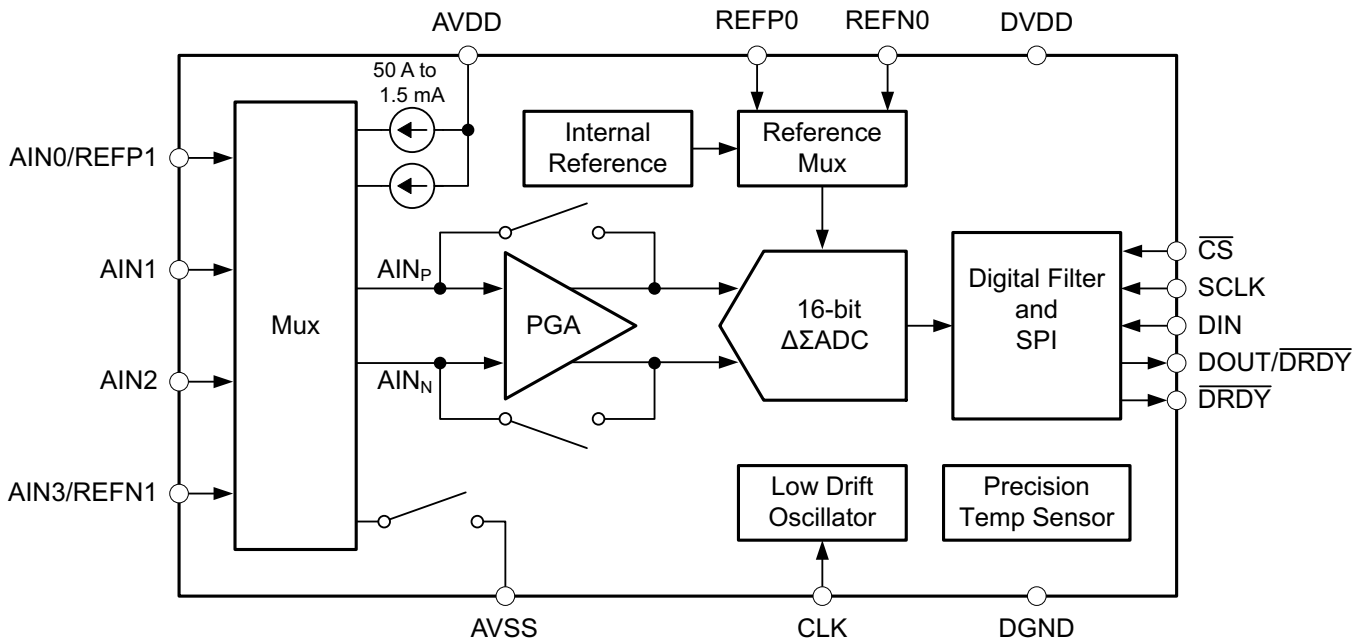 AVDD
REFP0
REFN0
DVDD
50 A to
1.5 mA
Internal
Reference
Reference
Mux
AIN0/REFP1
AIN1
AIN2
AIN3/REFN1
Mux
AINP
AINN
PGA
16-bit
ΔΣADC
Digital Filter
and
SPI
CS
SCLK
DIN
DOUT/DRDY
DRDY
Low Drift
Oscillator
Precision
Temp Sensor
AVSS
CLK
DGND